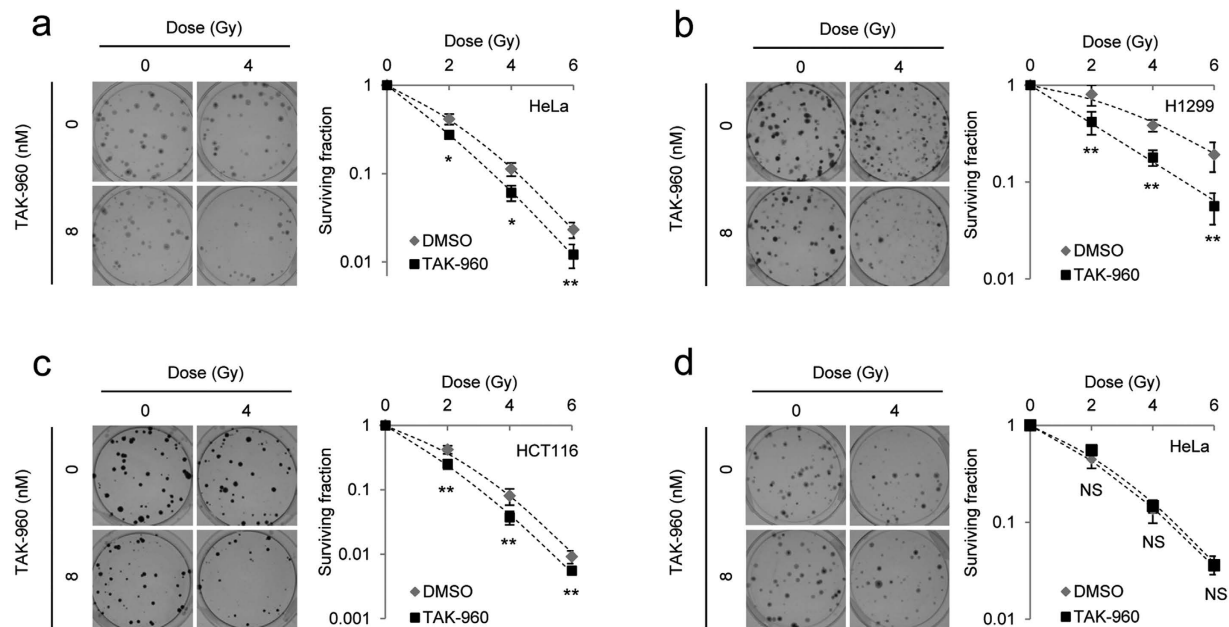 a
Dose (Gy)
0
4
TAK-960 (nM)
0
8
Dose (Gy)
0 2 4 6
Surviving fraction
1
0.1
0.01
HeLa
*
*
**
DMSO
TAK-960
b
Dose (Gy)
0
4
TAK-960 (nM)
0
8
Dose (Gy)
0 2 4 6
Surviving fraction
1
0.1
0.01
H1299
**
**
**
DMSO
TAK-960
c
Dose (Gy)
0
4
TAK-960 (nM)
0
8
Dose (Gy)
0 2 4 6
Surviving fraction
1
0.1
0.01
0.001
HCT116
**
**
**
DMSO
TAK-960
d
Dose (Gy)
0
4
TAK-960 (nM)
0
8
Dose (Gy)
0 2 4 6
Surviving fraction
1
0.1
0.01
HeLa
NS
NS
NS
DMSO
TAK-960